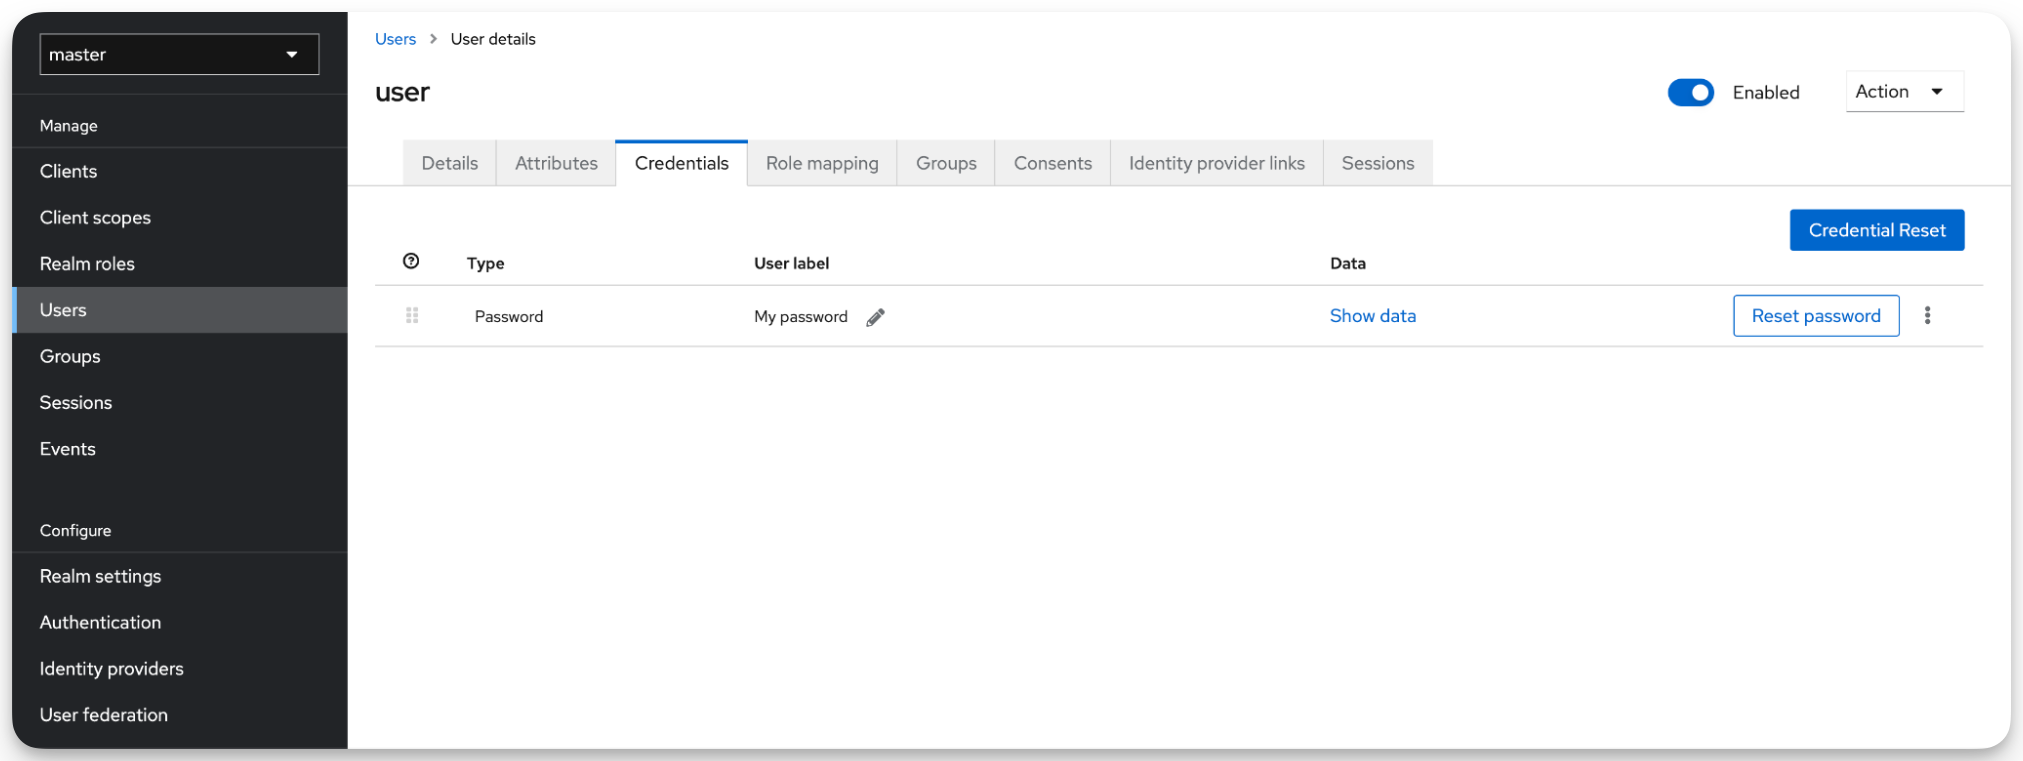 master
Manage
Clients
Client scopes
Realm roles
Users
Groups
Sessions
Events
Configure
Realm settings
Authentication
Identity providers
User federation
Users > User details
user
Enabled
Action
Details Attributes Credentials Role mapping Groups Consents Identity provider links Sessions
Credential Reset
Type User label Data
Password My password Show data Reset password